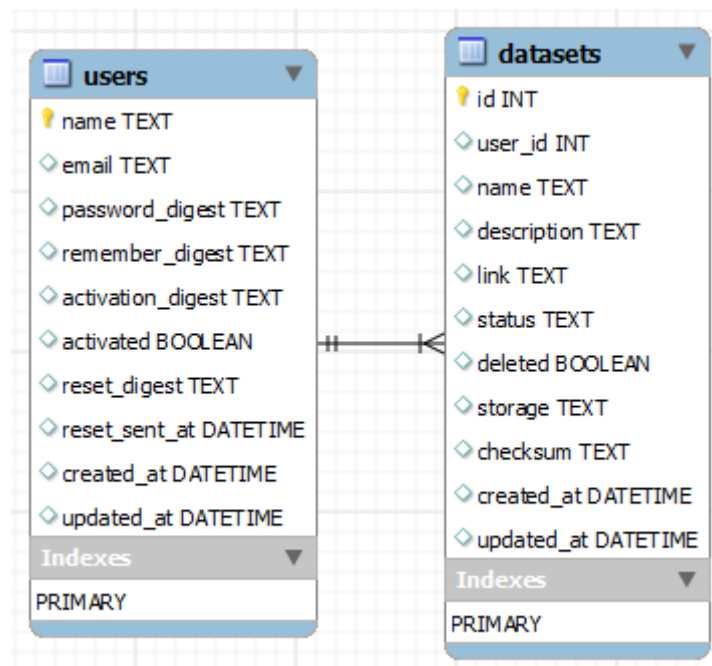 users
name TEXT
email TEXT
password_digest TEXT
remember_digest TEXT
activation_digest TEXT
activated BOOLEAN
reset_digest TEXT
reset_sent_at DATETIME
created_at DATETIME
updated_at DATETIME
Indexes
PRIMARY
datasets
id INT
user_id INT
name TEXT
description TEXT
link TEXT
status TEXT
deleted BOOLEAN
storage TEXT
checksum TEXT
created_at DATETIME
updated_at DATETIME
Indexes
PRIMARY